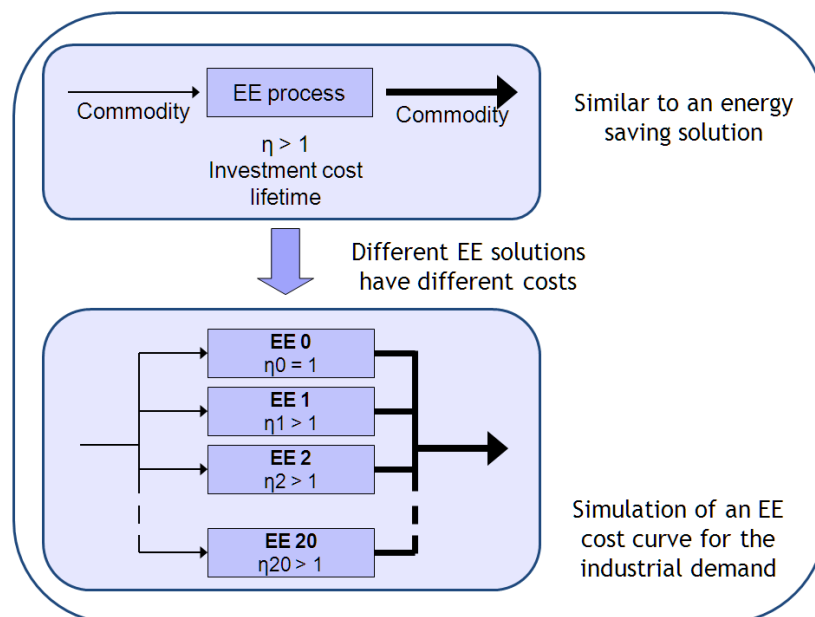 Commodity
EE process
Commodity
η > 1
Investment cost
lifetime
Similar to an energy
saving solution
Different EE solutions
have different costs
EE 0
η0 = 1
EE 1
η1 > 1
EE 2
η2 > 1
EE 20
η20 > 1
Simulation of an EE
cost curve for the
industrial demand